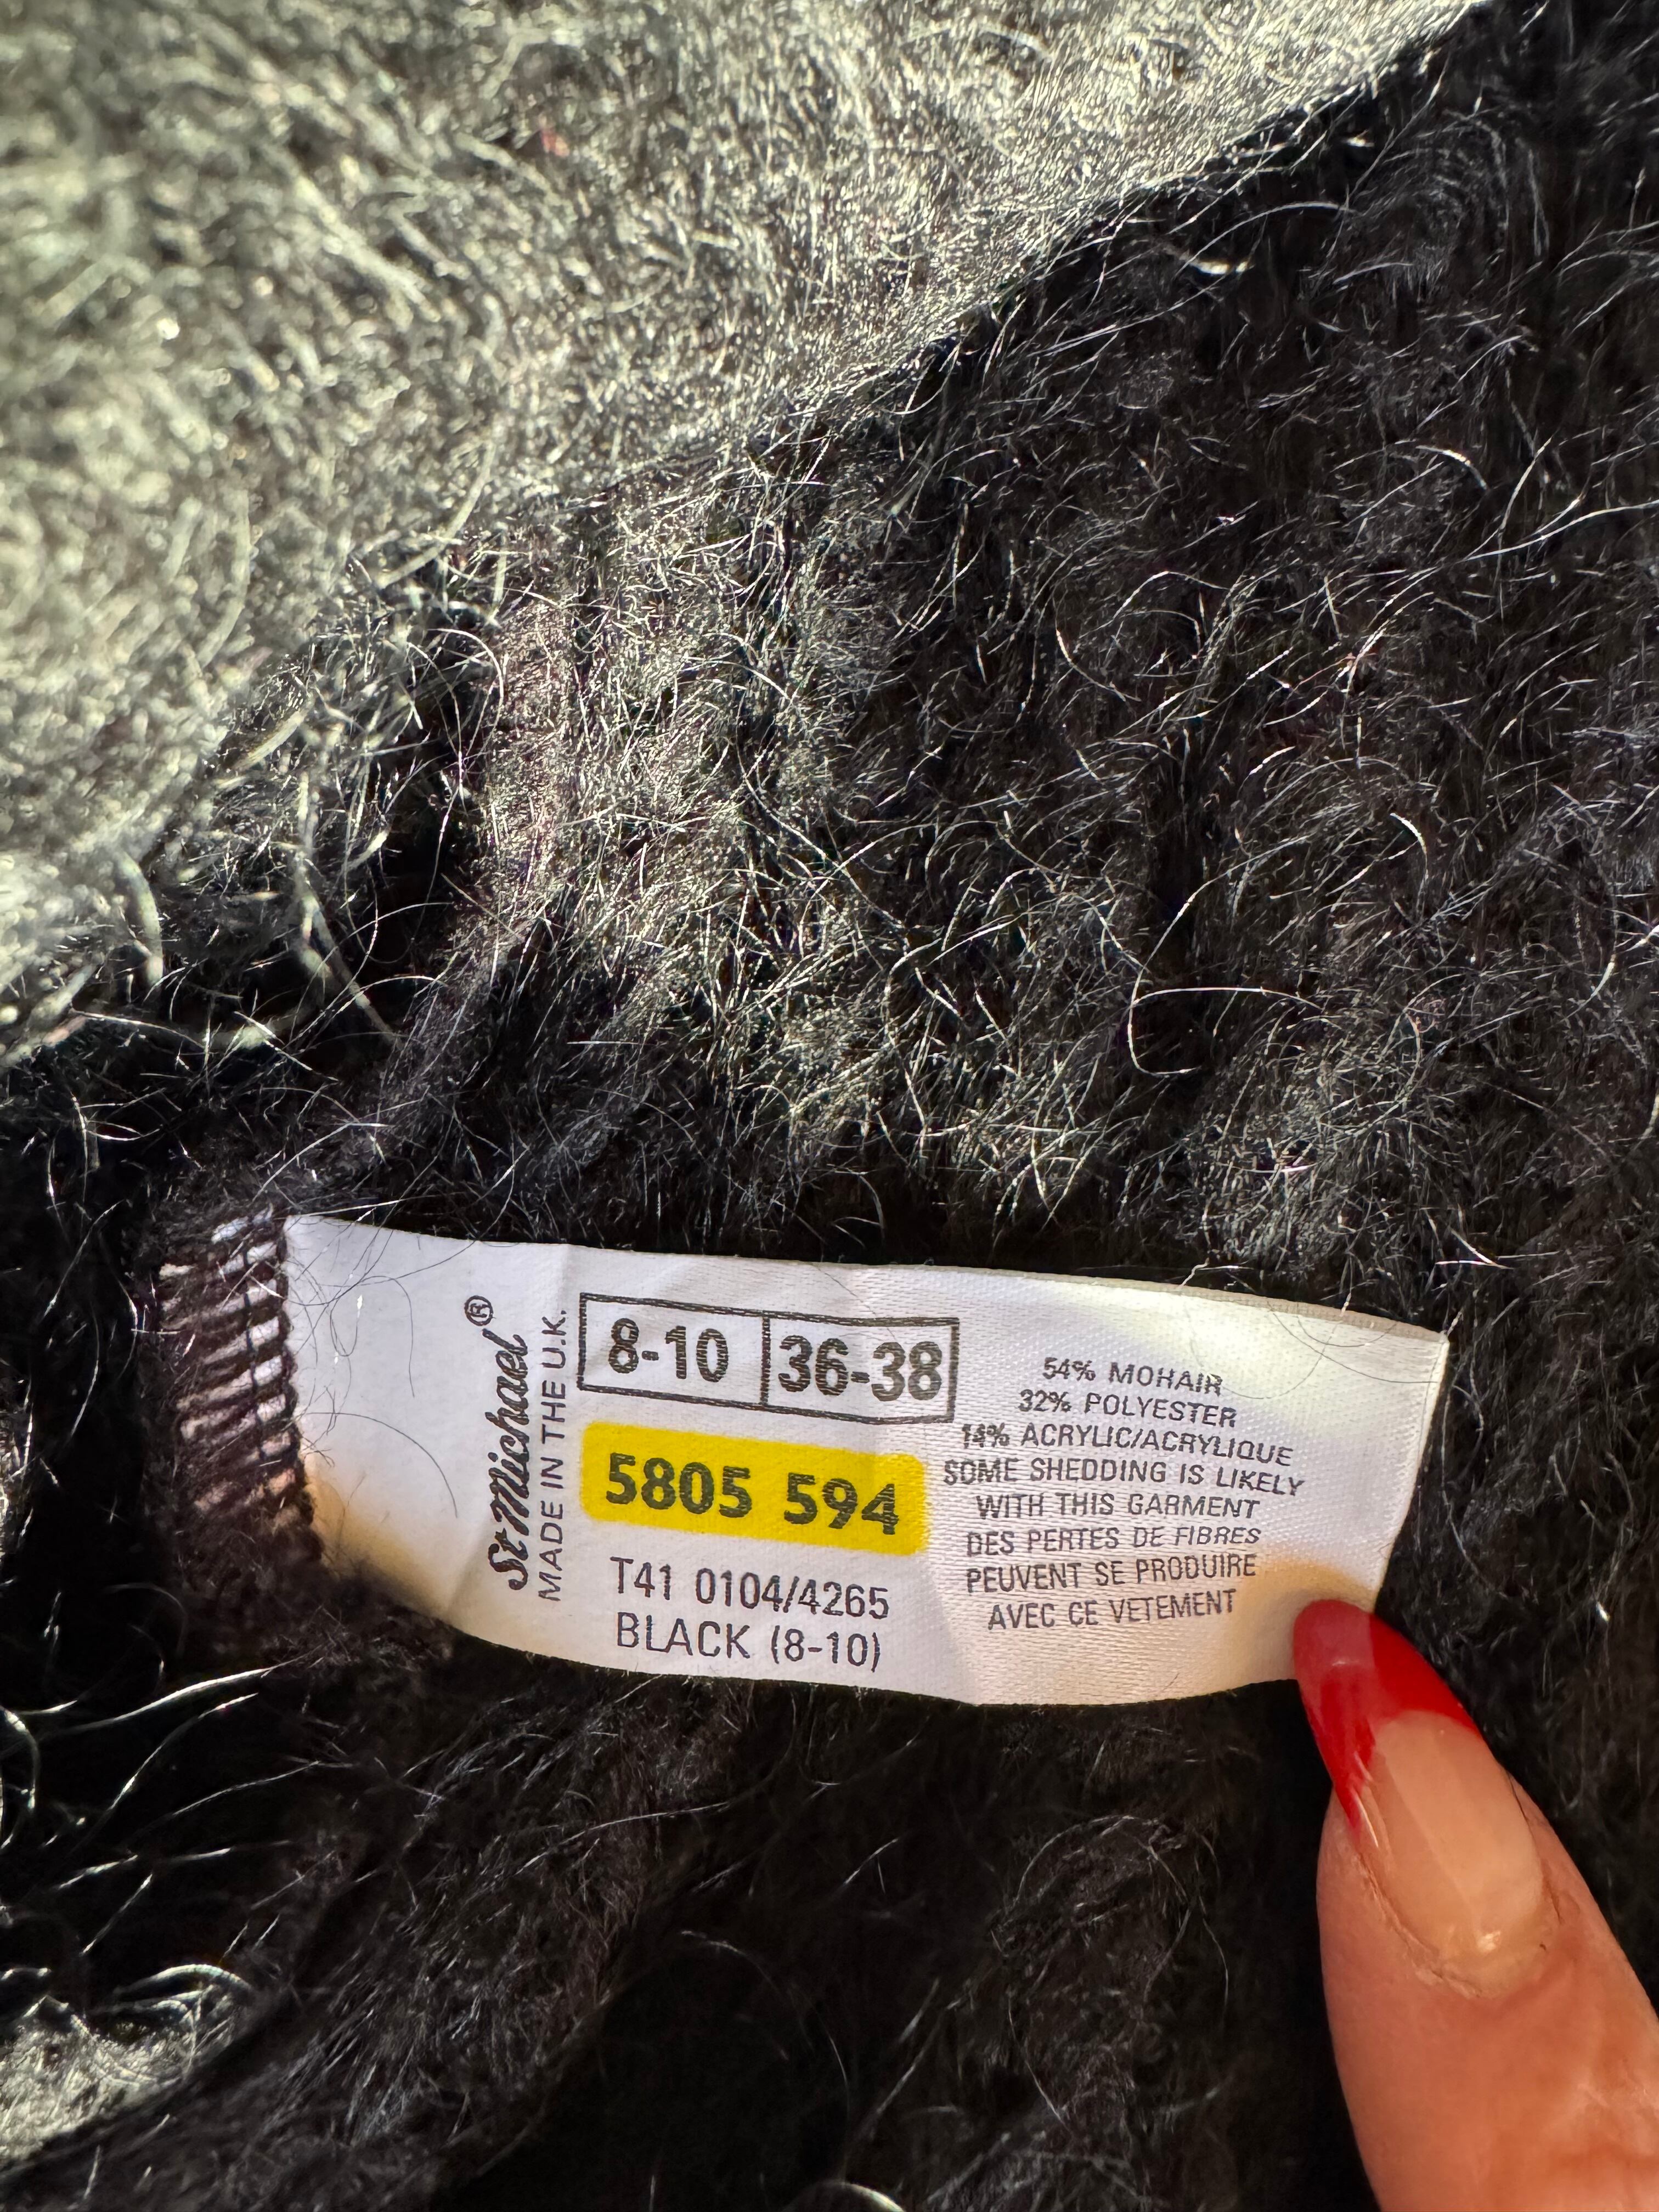 St Michael®
MADE IN THE U.K.
8-10 36-38
5805 594
T41 0104/4265
BLACK (8-10)
54% MOHAIR
32% POLYESTER
14% ACRYLIC/ACRYLIQUE
SOME SHEDDING IS LIKELY
WITH THIS GARMENT
DES PERTES DE FIBRES
PEUVENT SE PRODUIRE
AVEC CE VETEMENT